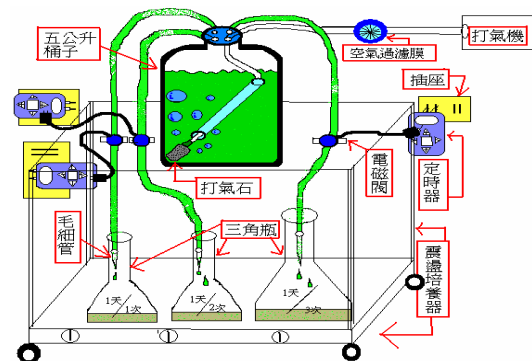 五公升
桶子
空氣過濾膜
打氣機
插座
打氣石
電磁閥
定時器
毛細管
三角瓶
震盪培養器
1天
1次
1天
2次
1天
3次